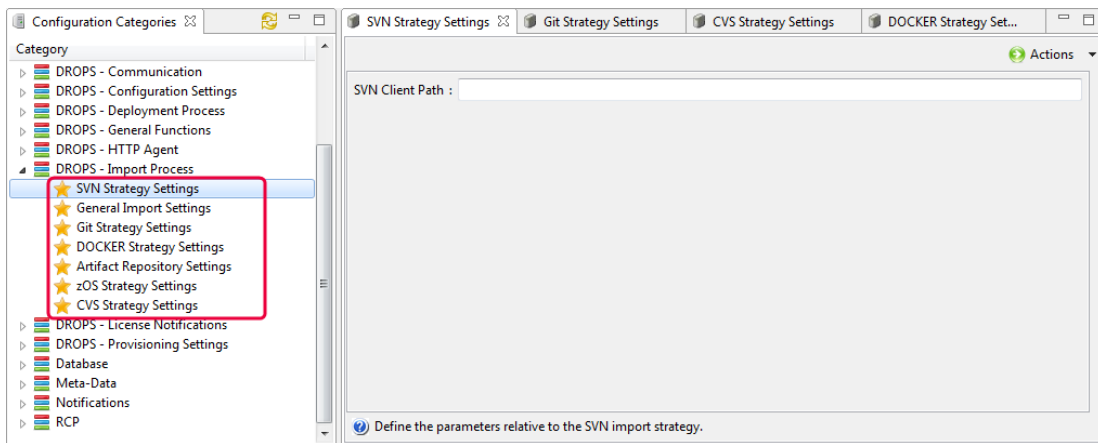 Configuration Categories
Category
DROPS - Communication
DROPS - Configuration Settings
DROPS - Deployment Process
DROPS - General Functions
DROPS - HTTP Agent
DROPS - Import Process
SVN Strategy Settings
General Import Settings
Git Strategy Settings
DOCKER Strategy Settings
Artifact Repository Settings
zOS Strategy Settings
CVS Strategy Settings
DROPS - License Notifications
DROPS - Provisioning Settings
Database
Meta-Data
Notifications
RCP
SVN Strategy Settings Git Strategy Settings CVS Strategy Settings DOCKER Strategy Set...
Actions
SVN Client Path :
Define the parameters relative to the SVN import strategy.